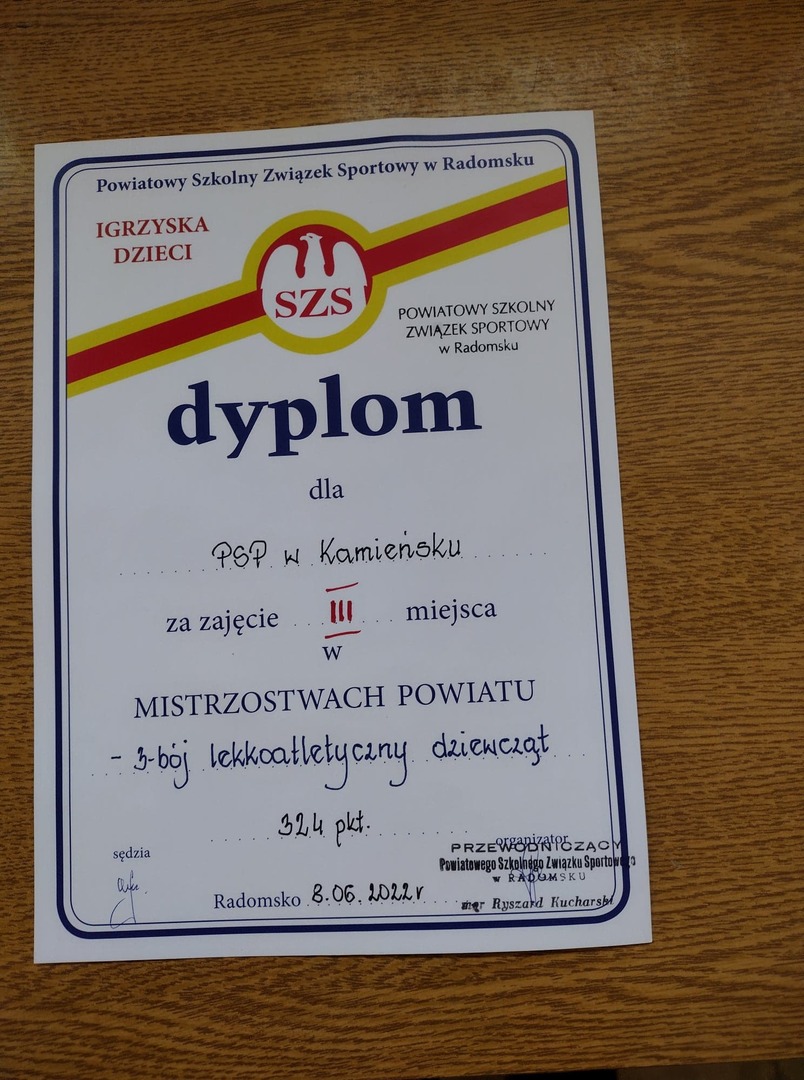 Powiatowy Szkolny Związek Sportowy w Radomsku
IGRZYSKA
DZIECI
SZS
POWIATOWY SZKOLNY
ZWIĄZEK SPORTOWY
w Radomsku
dyplom
dla
PSP w Kamieńsku
za zajęcie III miejsca
w
MISTRZOSTWACH POWIATU
- 3-bój lekkoatletyczny dziewcząt
324 pkt.
sędzia
organizator
PRZEWODNICZĄCY
Powiatowego Szkolnego Związku Sportowego
w RADOMSKU
mgr Ryszard Kucharski
Radomsko 8.06.2022r